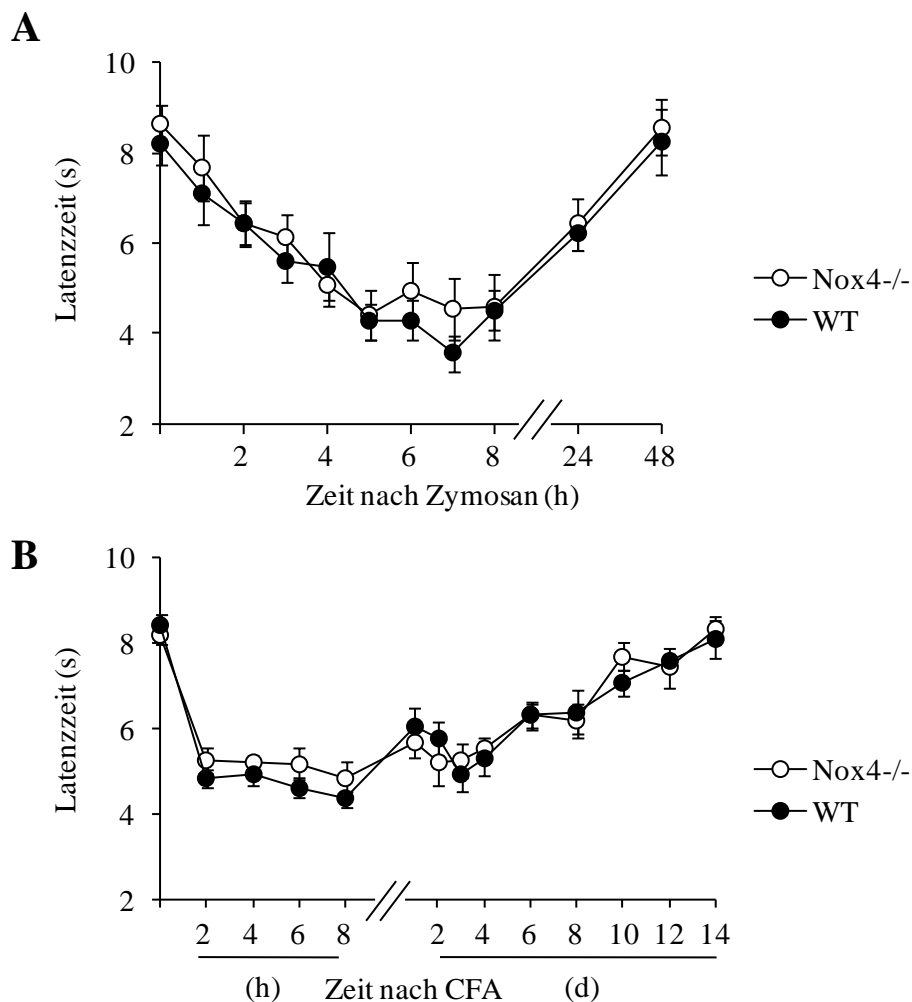 A
10
8
6
4
2
Latenzzeit (s)
2 4 6 8 24 48
Zeit nach Zymosan (h)
Nox4-/-
WT
B
10
8
6
4
2
Latenzzeit (s)
2 4 6 8 2 4 6 8 10 12 14
(h) Zeit nach CFA (d)
Nox4-/-
WT